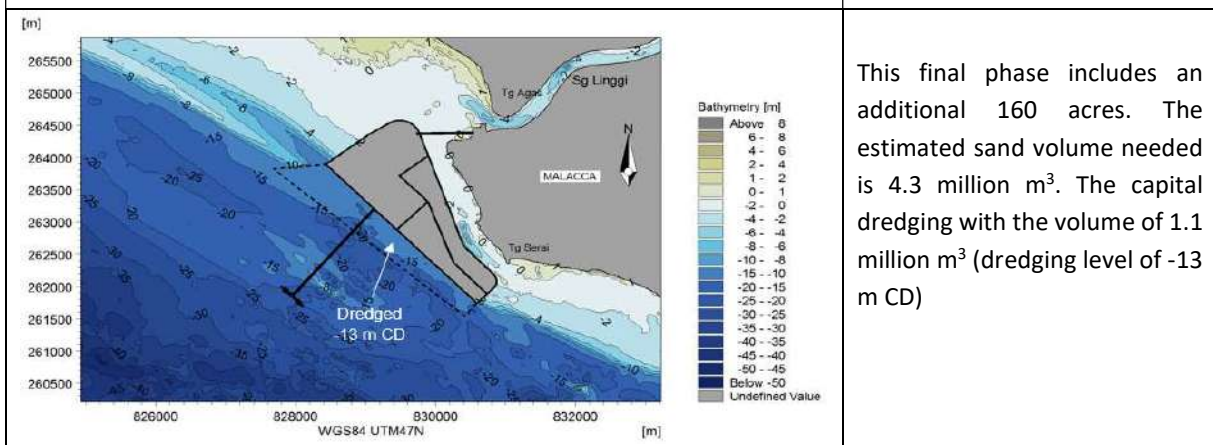 [m]
265500
265000
264500
264000
263500
263000
262500
262000
261500
261000
260500
826000
828000
830000
832000
WGS84 UTM47N
[m]
Sg Linggi
Tg Agas
MALACCA
Tg Serai
N
Dredged
-13 m CD
Bathymetry [m]
Above 8
6 - 8
4 - 6
2 - 4
1 - 2
0 - 1
-2 - 0
-4 - -2
-6 - -4
-8 - -6
-10 - -8
-15 - -10
-20 - -15
-25 - -20
-30 - -25
-35 - -30
-40 - -35
-45 - -40
-50 - -45
Below -50
Undefined Value
This final phase includes an
additional 160 acres. The
estimated sand volume needed
is 4.3 million m³. The capital
dredging with the volume of 1.1
million m³ (dredging level of -13
m CD)